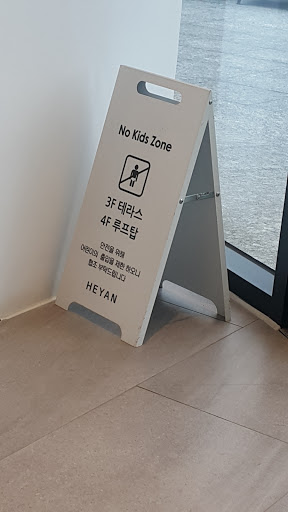 No Kids Zone
3F 테라스
4F 루프탑
안전을 위해
어린이의 출입을 제한 하오니
협조 부탁드립니다
HEYAN